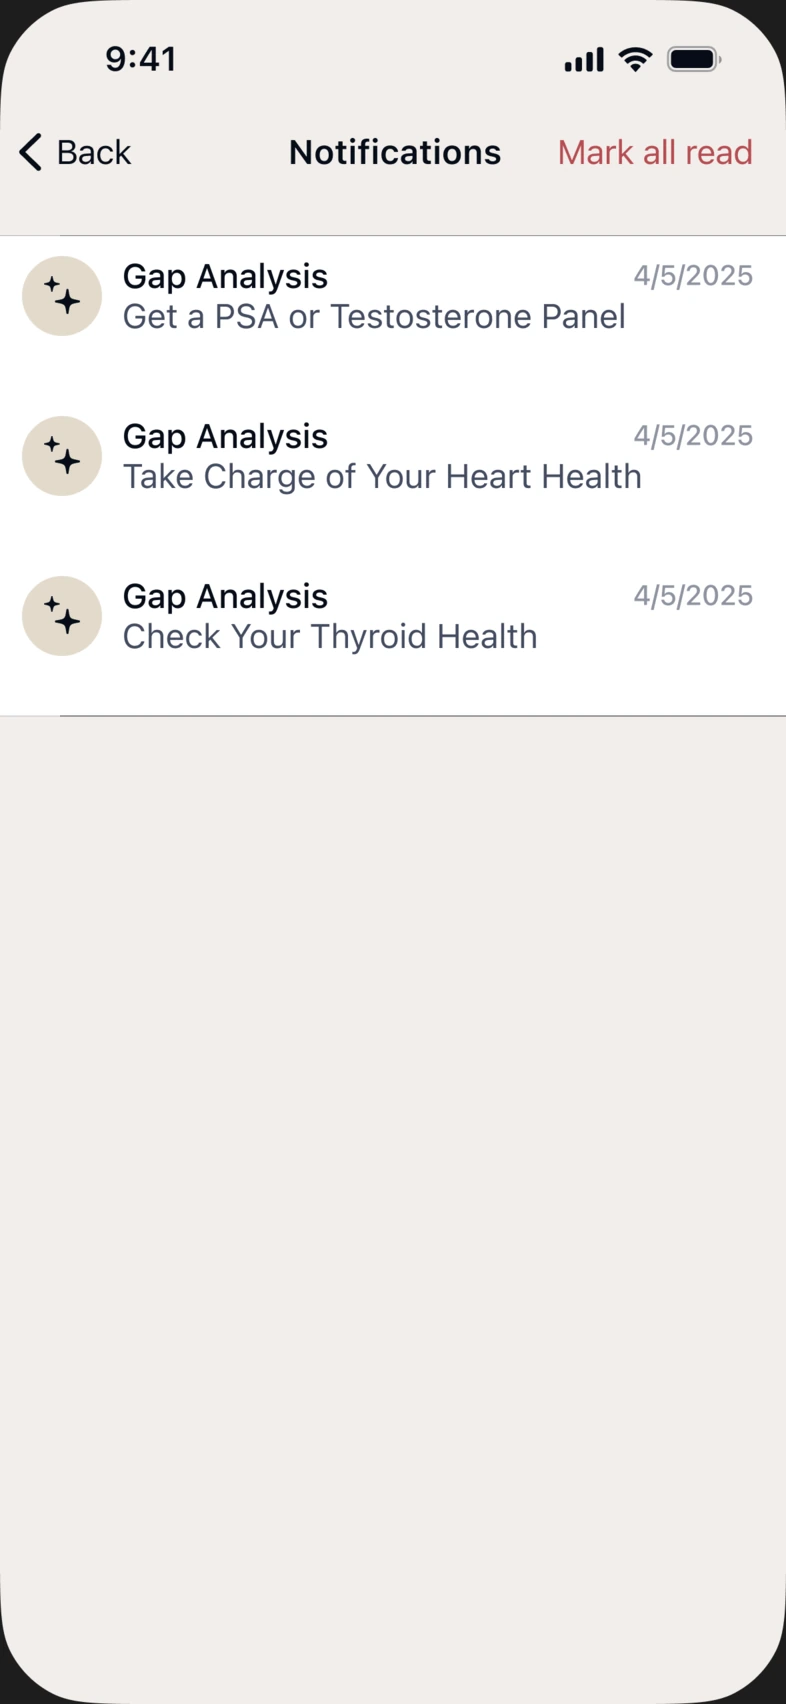 9:41
Back Notifications Mark all read
Gap Analysis 4/5/2025
Get a PSA or Testosterone Panel
Gap Analysis 4/5/2025
Take Charge of Your Heart Health
Gap Analysis 4/5/2025
Check Your Thyroid Health